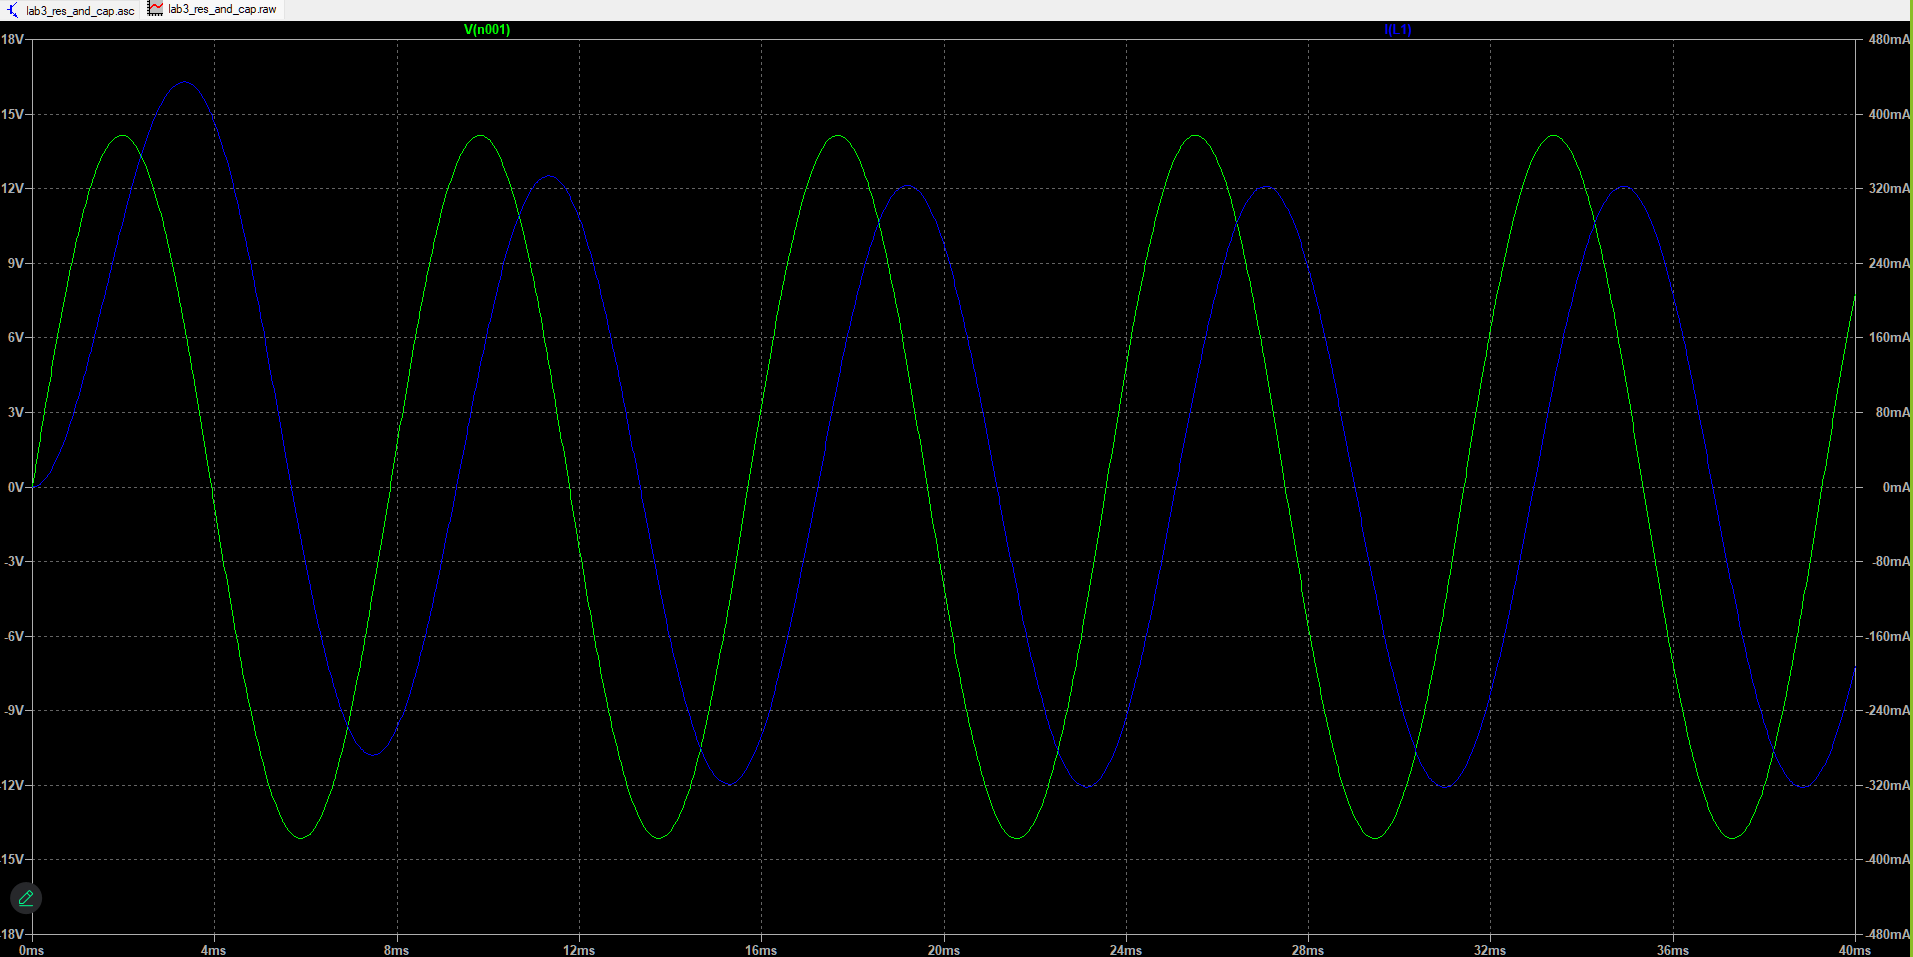 lab3_res_and_cap.asc lab3_res_and_cap.raw
V(n001) I(L1)
18V 480mA
15V 400mA
12V 320mA
9V 240mA
6V 160mA
3V 80mA
0V 0mA
-3V -80mA
-6V -160mA
-9V -240mA
12V -320mA
15V -400mA
18V -480mA
0ms 4ms 8ms 12ms 16ms 20ms 24ms 28ms 32ms 36ms 40ms